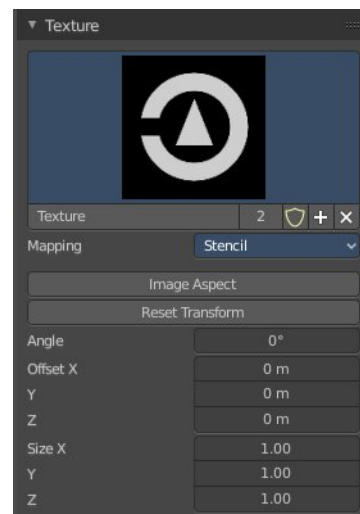 Texture
Texture 2
Mapping Stencil
Image Aspect
Reset Transform
Angle 0°
Offset X 0 m
Y 0 m
Z 0 m
Size X 1.00
Y 1.00
Z 1.00